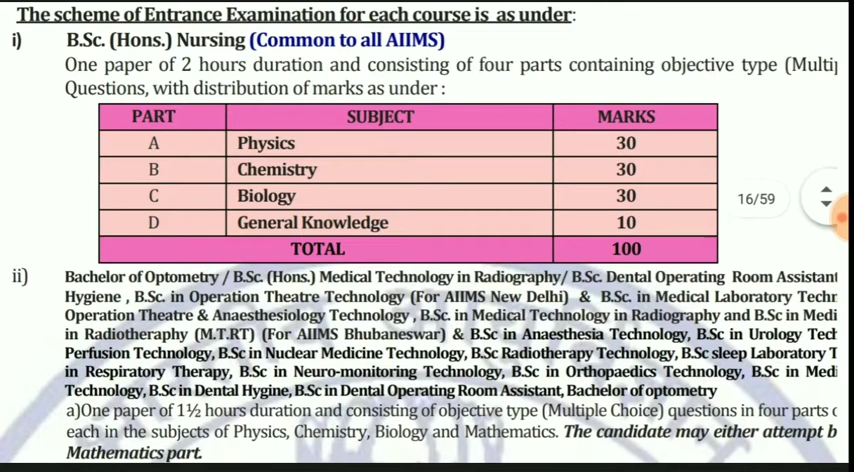 The scheme of Entrance Examination for each course is as under:
i) B.Sc. (Hons.) Nursing (Common to all AIIMS)
One paper of 2 hours duration and consisting of four parts containing objective type
Questions, with distribution of marks as under :
PART SUBJECT MARKS
A Physics 30
B Chemistry 30
C Biology 30
16/59
D General Knowledge 10
TOTAL 100
ii) Bachelor of Optometry / B.Sc. (Hons.) Medical Technology in Radiography/ B.Sc. Dental Operating Room Assistant
Hygiene , B.Sc. in Operation Theatre Technology (For AIIMS New Delhi) & B.Sc. in Medical Laboratory
Operation Theatre & Anaesthesiology Technology , B.Sc. in Medical Technology in Radiography and B.Sc in
in Radiotheraphy (M.T.RT) (For AIIMS Bhubaneswar) & B.Sc in Anaesthesia Technology, B.Sc in Urology
Perfusion Technology, B.Sc in Nuclear Medicine Technology, B.Sc Radiotherapy Technology, B.Sc sleep Laboratory
in Respiratory Therapy, B.Sc in Neuro-monitoring Technology, B.Sc in Orthopaedics Technology, B.Sc in
Technology, B.Sc in Dental Hygine, B.Sc in Dental Operating Room Assistant, Bachelor of optometry
a)One paper of 1½ hours duration and consisting of objective type (Multiple Choice) questions in four parts
each in the subjects of Physics, Chemistry, Biology and Mathematics. The candidate may either attempt
Mathematics part.